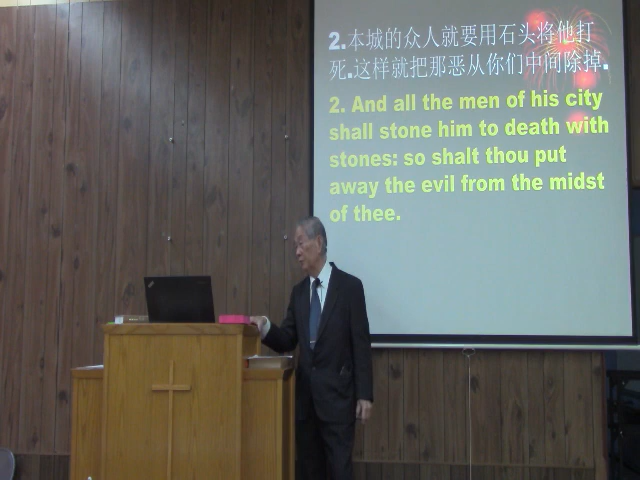 2.本城的众人就要用石头将他打
死.这样就把那恶从你们中间除掉.
2. And all the men of his city
shall stone him to death with
stones: so shalt thou put
away the evil from the midst
of thee.